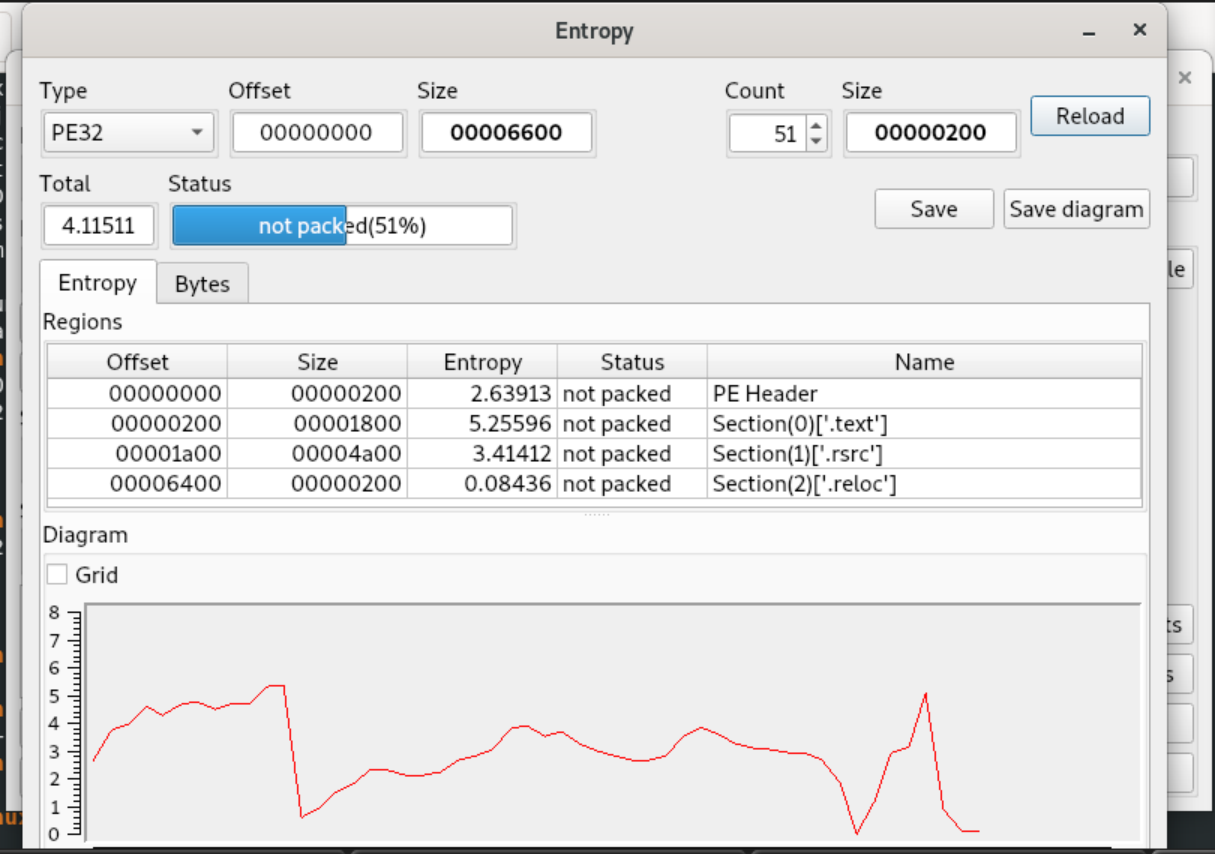 Entropy
Type Offset Size Count Size
PE32 00000000 00006600 51 00000200 Reload
Total Status
4.11511 not packed(51%) Save Save diagram
Entropy Bytes
Regions
Offset Size Entropy Status Name
00000000 00000200 2.63913 not packed PE Header
00000200 00001800 5.25596 not packed Section(0)['.text']
00001a00 00004a00 3.41412 not packed Section(1)['.rsrc']
00006400 00000200 0.08436 not packed Section(2)['.reloc']
Diagram
Grid
8
7
6
5
4
3
2
1
0